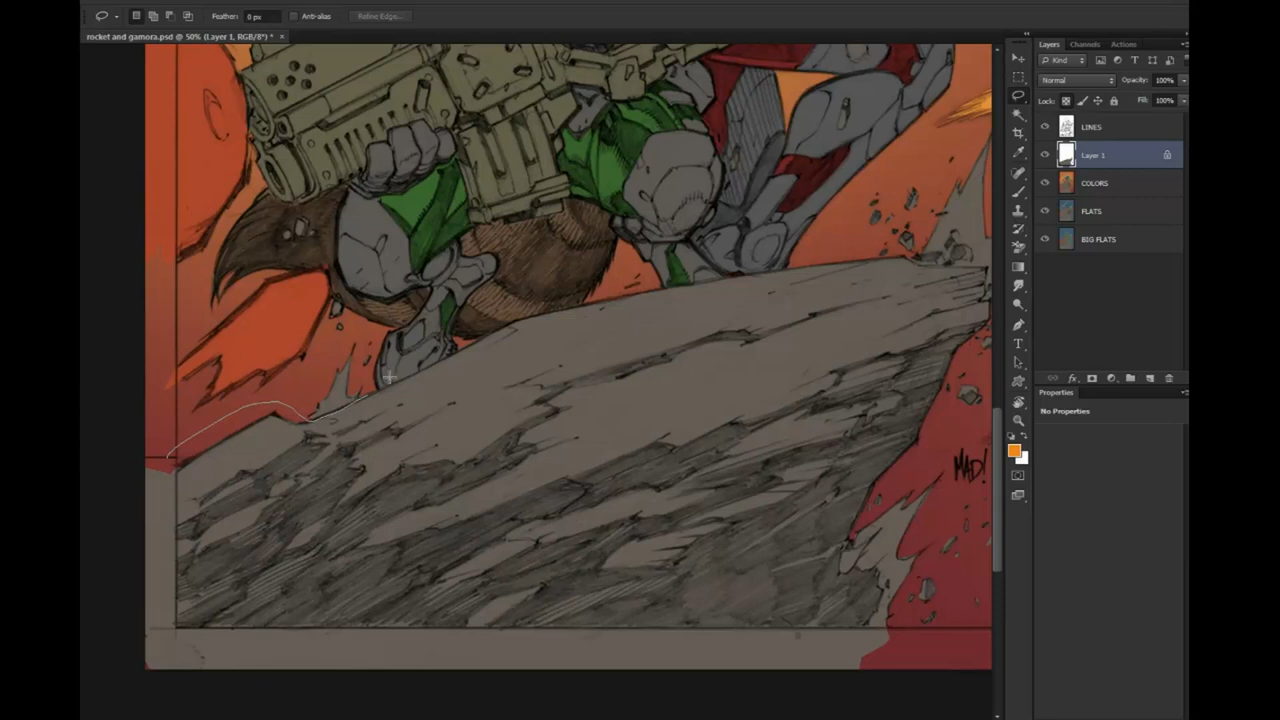 Feather: 0 px Anti-alias Refine Edge...
rocket and gamora.psd @ 50% (Layer 1, RGB/8*) * ×
Layers Channels Actions
Kind
Normal Opacity: 100%
Lock: Fill: 100%
LINES
Layer 1
COLORS
FLATS
BIG FLATS
fx
Properties
No Properties
MAD!